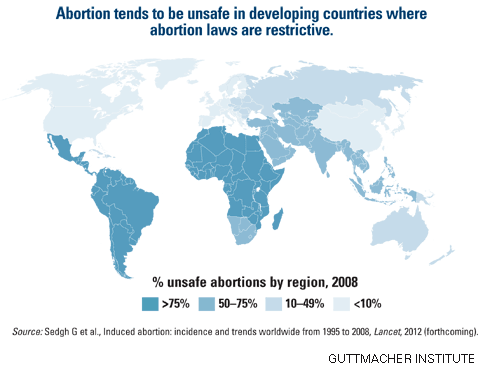 Abortion tends to be unsafe in developing countries where
abortion laws are restrictive.
% unsafe abortions by region, 2008
>75% 50–75% 10–49% <10%
Source: Sedgh G et al., Induced abortion: incidence and trends worldwide from 1995 to 2008, Lancet, 2012 (forthcoming).
GUTTMACHER INSTITUTE